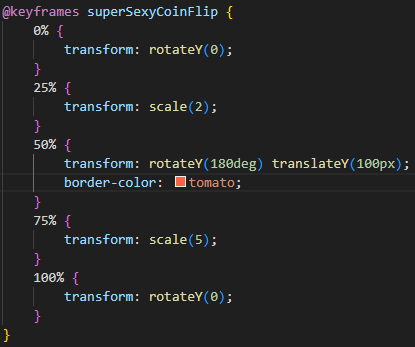 @keyframes superSexyCoinFlip {
0% {
transform: rotateY(0);
}
25% {
transform: scale(2);
}
50% {
transform: rotateY(180deg) translateY(100px);
border-color: tomato;
}
75% {
transform: scale(5);
}
100% {
transform: rotateY(0);
}
}